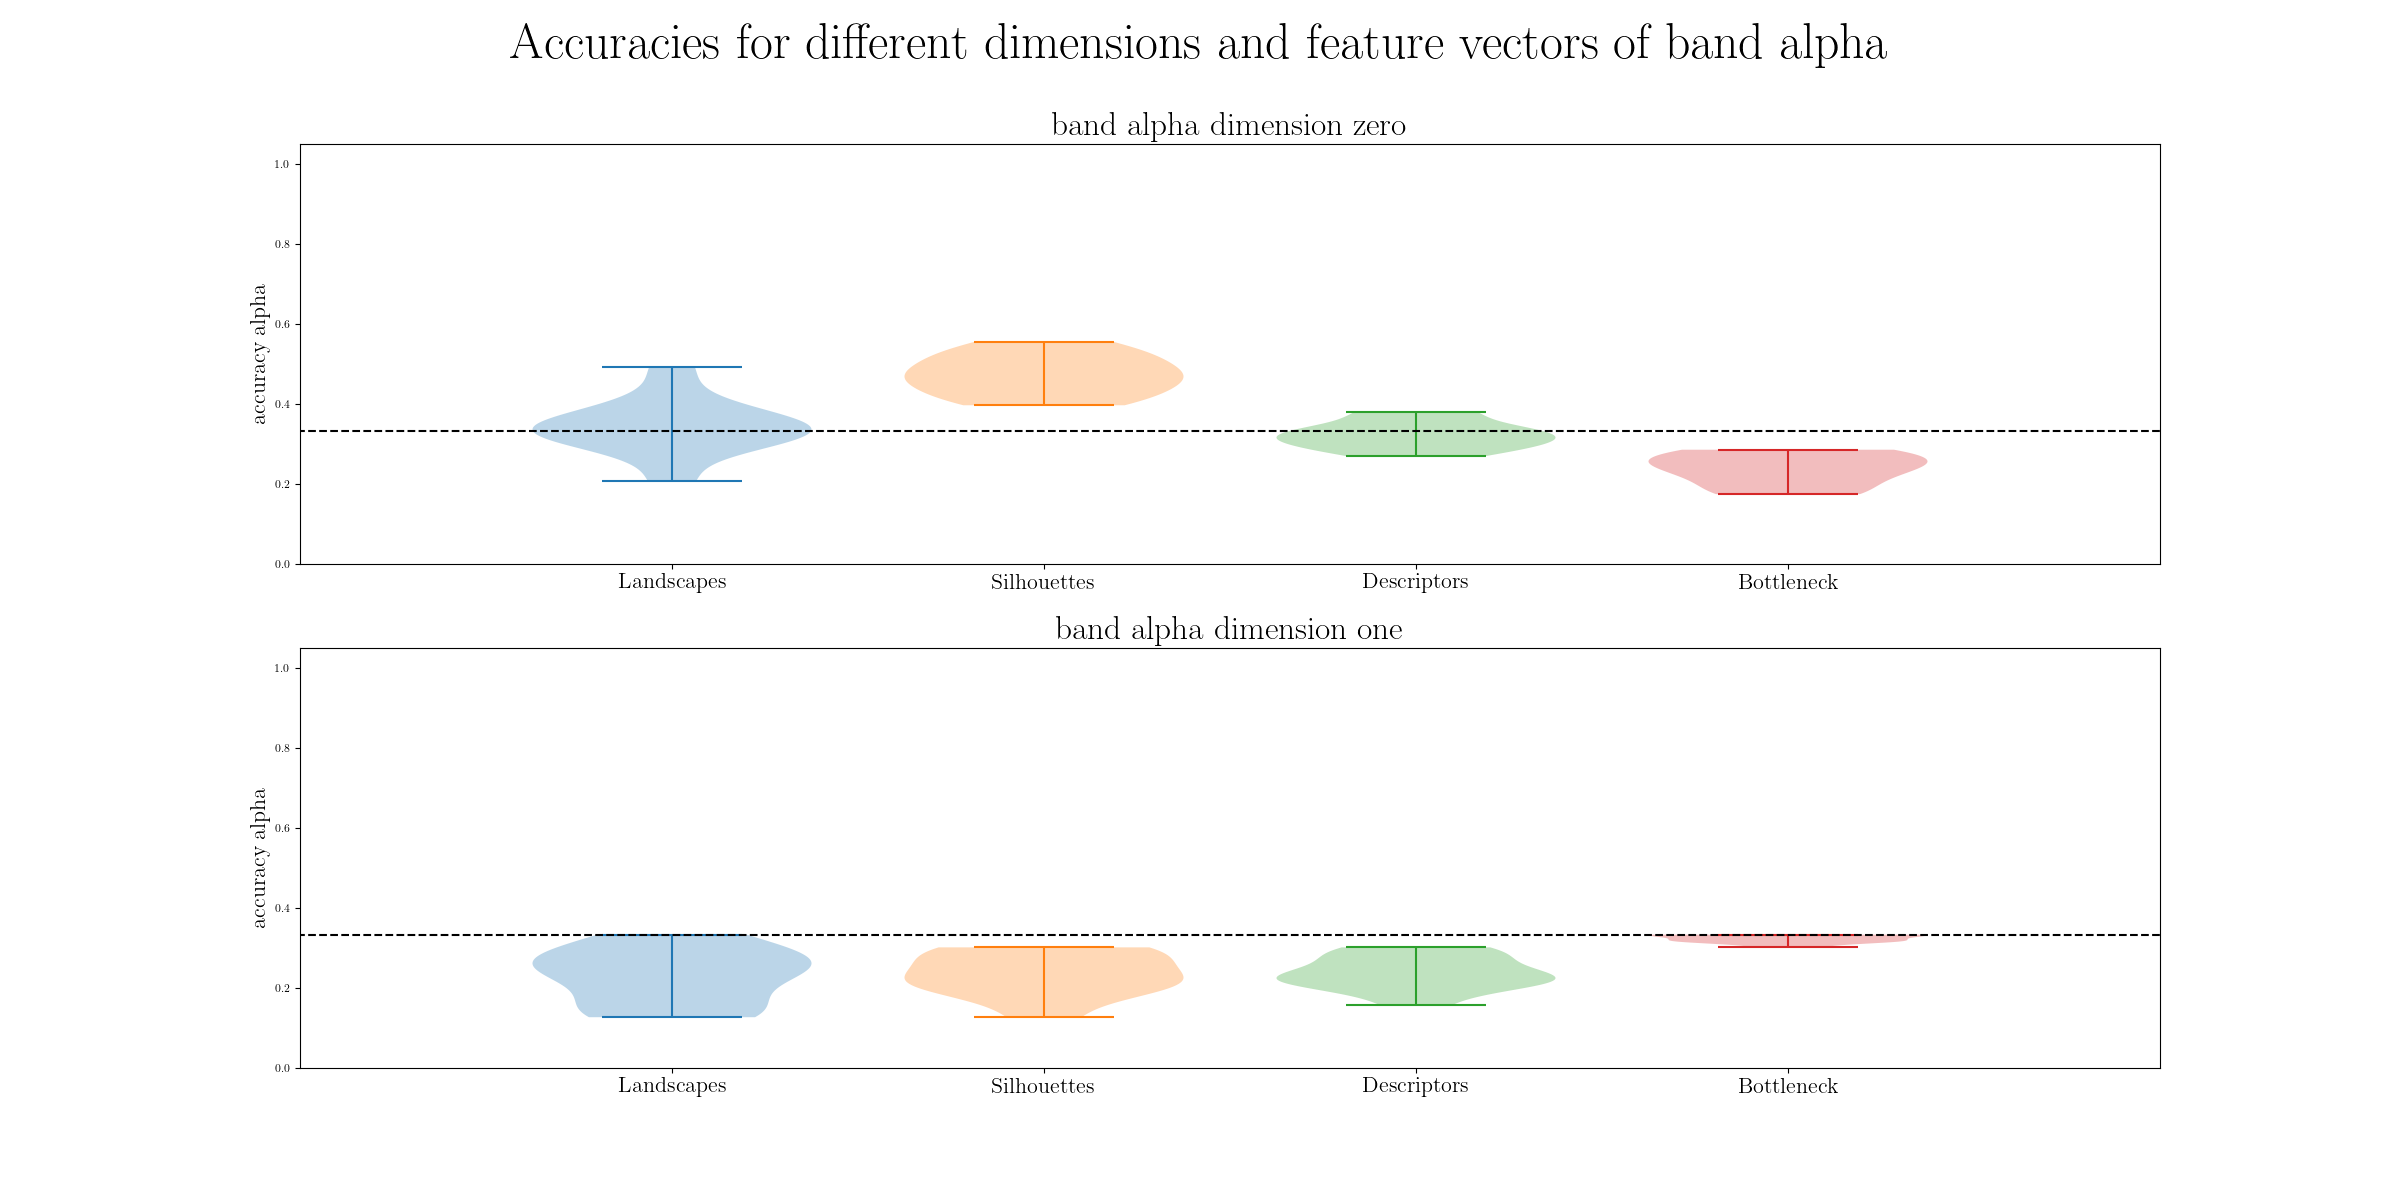 Accuracies for different dimensions and feature vectors of band alpha
band alpha dimension zero
accuracy alpha
1.0
0.8
0.6
0.4
0.2
0.0
Landscapes Silhouettes Descriptors Bottleneck
band alpha dimension one
accuracy alpha
1.0
0.8
0.6
0.4
0.2
0.0
Landscapes Silhouettes Descriptors Bottleneck